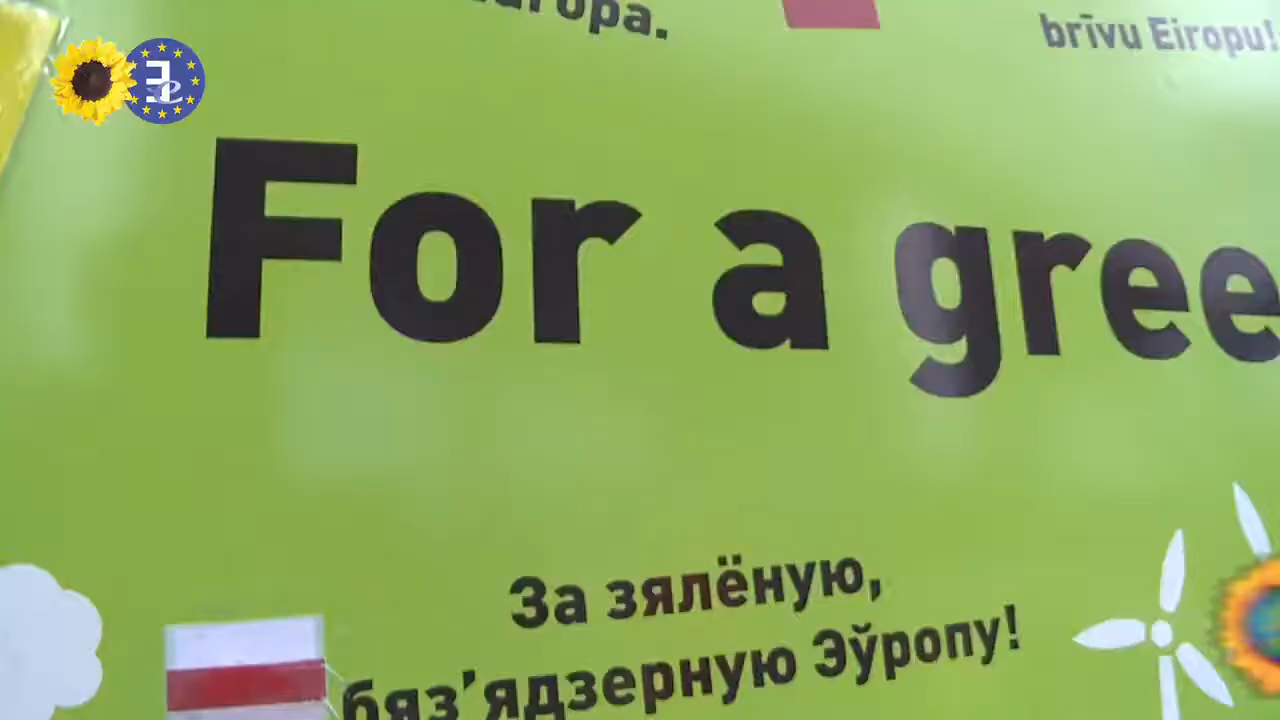 brīvu Eiropu!
For a gree
За зялёную,
бяз’ядзерную Эўропу!